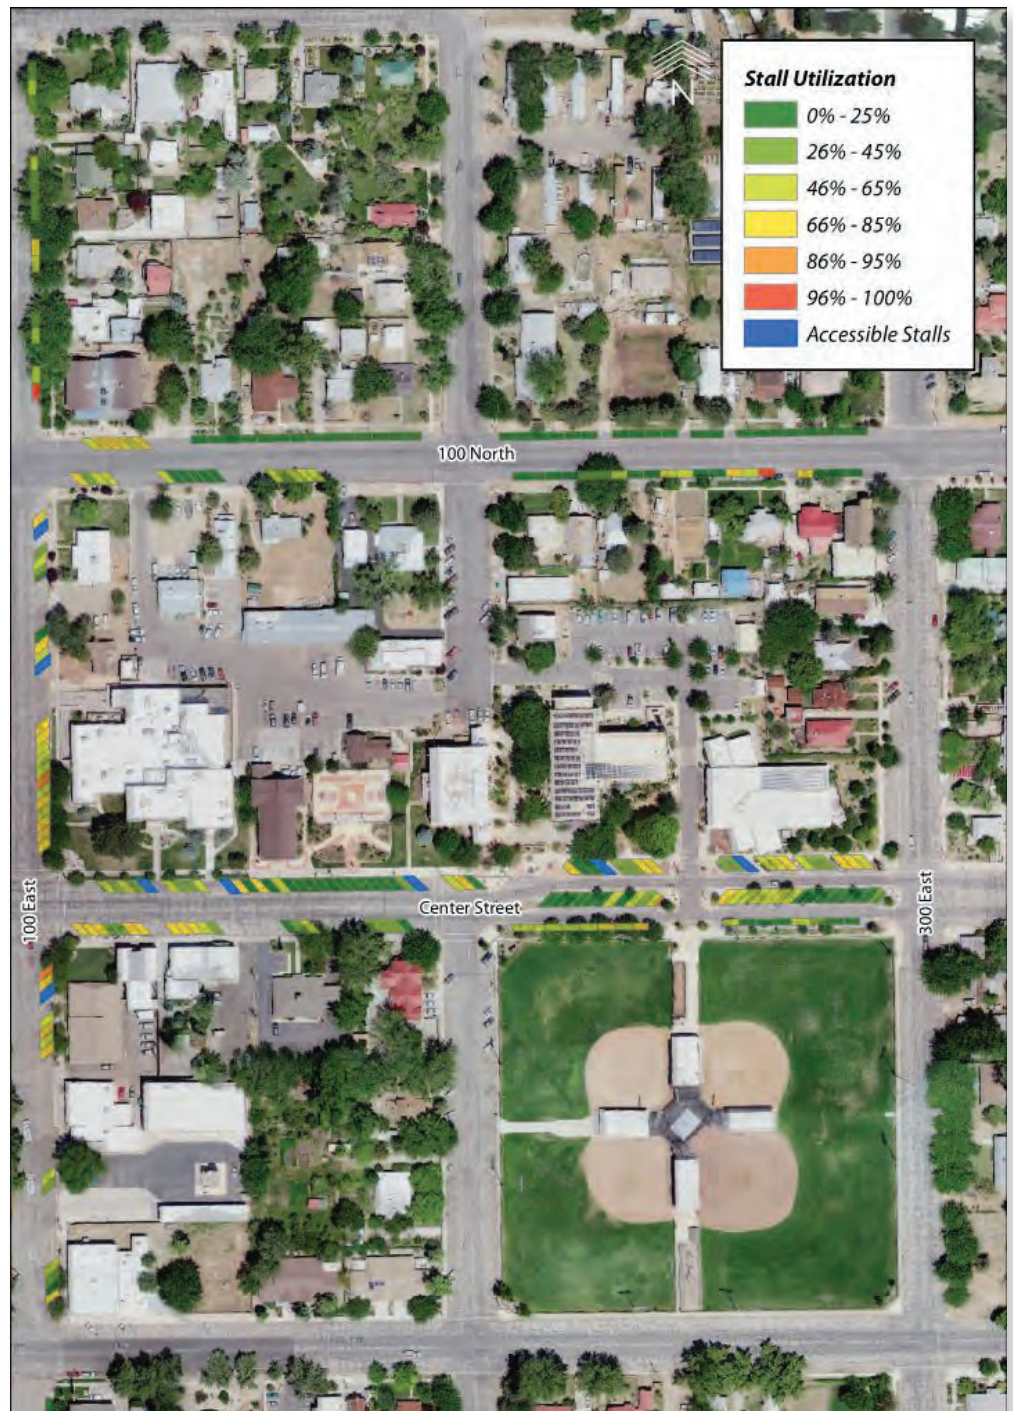 N
Stall Utilization
0% - 25%
26% - 45%
46% - 65%
66% - 85%
86% - 95%
96% - 100%
Accessible Stalls
100 North
100 East
Center Street
300 East